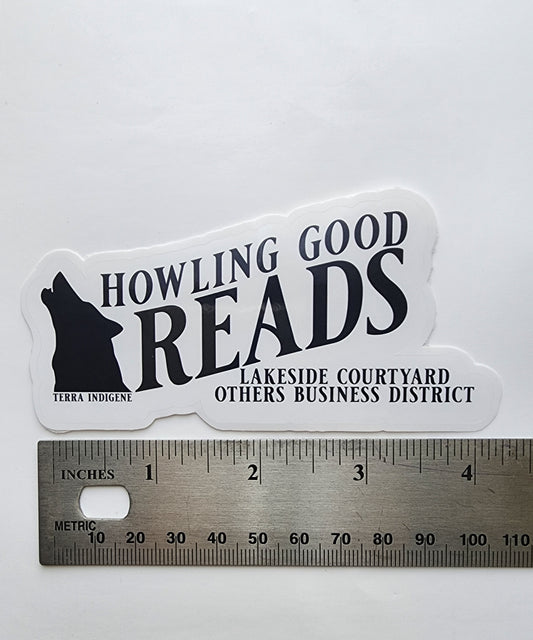 HOWLING GOOD
READS
TERRA INDIGENE
LAKESIDE COURTYARD
OTHERS BUSINESS DISTRICT
INCHES 1 2 3 4
METRIC
10 20 30 40 50 60 70 80 90 100 110